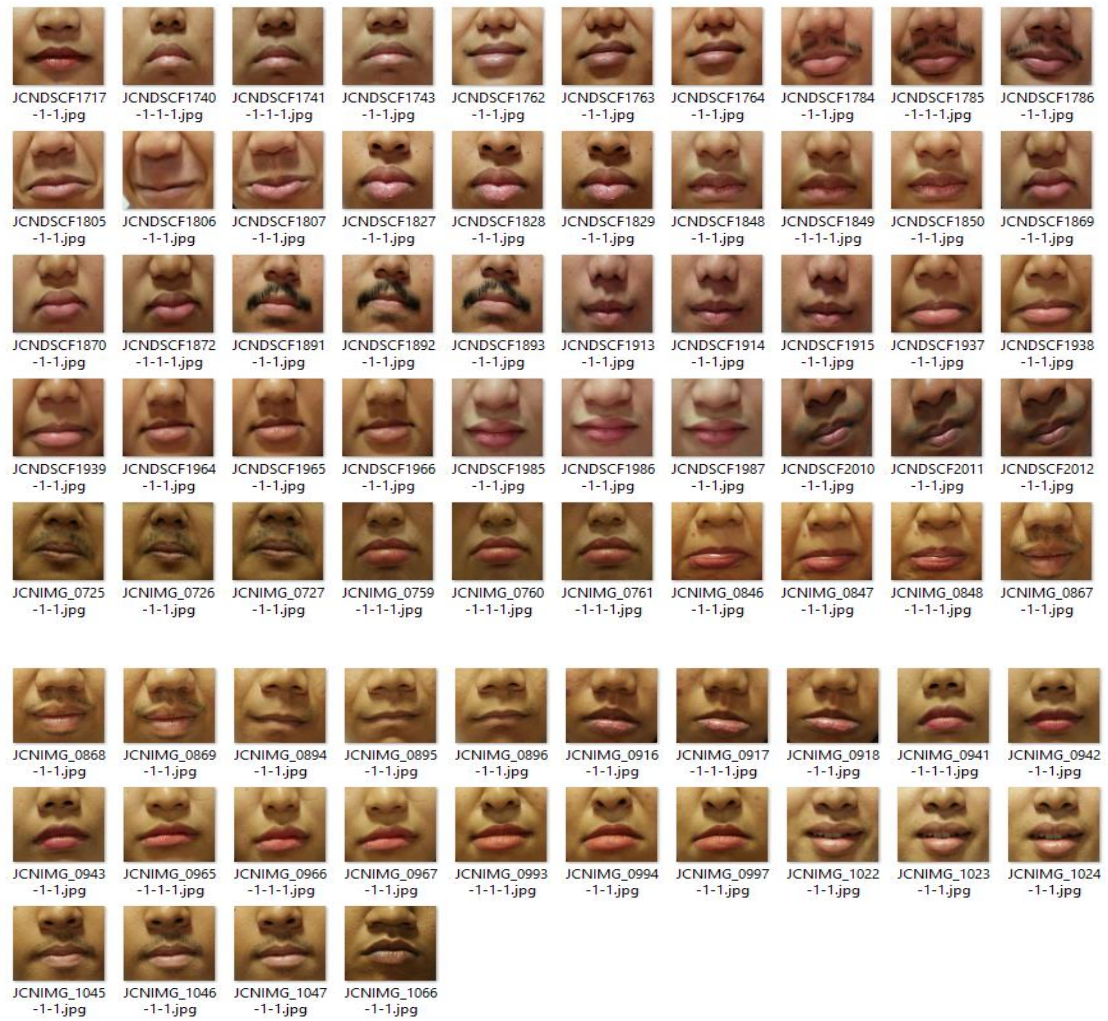 JCNDSCF1717 JCNDSCF1740 JCNDSCF1741 JCNDSCF1743 JCNDSCF1762 JCNDSCF1763 JCNDSCF1764 JCNDSCF1784 JCNDSCF1785 JCNDSCF1786
-1-1.jpg -1-1-1.jpg -1-1-1.jpg -1-1.jpg -1-1.jpg -1-1.jpg -1-1.jpg -1-1.jpg -1-1-1.jpg -1-1.jpg
JCNDSCF1805 JCNDSCF1806 JCNDSCF1807 JCNDSCF1827 JCNDSCF1828 JCNDSCF1829 JCNDSCF1848 JCNDSCF1849 JCNDSCF1850 JCNDSCF1869
-1-1.jpg -1-1.jpg -1-1.jpg -1-1.jpg -1-1.jpg -1-1.jpg -1-1.jpg -1-1-1.jpg -1-1.jpg -1-1.jpg
JCNDSCF1870 JCNDSCF1872 JCNDSCF1891 JCNDSCF1892 JCNDSCF1893 JCNDSCF1913 JCNDSCF1914 JCNDSCF1915 JCNDSCF1937 JCNDSCF1938
-1-1.jpg -1-1-1.jpg -1-1.jpg -1-1.jpg -1-1.jpg -1-1.jpg -1-1.jpg -1-1.jpg -1-1.jpg -1-1.jpg
JCNDSCF1939 JCNDSCF1964 JCNDSCF1965 JCNDSCF1966 JCNDSCF1985 JCNDSCF1986 JCNDSCF1987 JCNDSCF2010 JCNDSCF2011 JCNDSCF2012
-1-1.jpg -1-1.jpg -1-1.jpg -1-1.jpg -1-1.jpg -1-1.jpg -1-1.jpg -1-1.jpg -1-1.jpg -1-1.jpg
JCNIMG_0725 JCNIMG_0726 JCNIMG_0727 JCNIMG_0759 JCNIMG_0760 JCNIMG_0761 JCNIMG_0846 JCNIMG_0847 JCNIMG_0848 JCNIMG_0867
-1-1.jpg -1-1.jpg -1-1.jpg -1-1-1.jpg -1-1-1.jpg -1-1-1.jpg -1-1.jpg -1-1.jpg -1-1-1.jpg -1-1.jpg
JCNIMG_0868 JCNIMG_0869 JCNIMG_0894 JCNIMG_0895 JCNIMG_0896 JCNIMG_0916 JCNIMG_0917 JCNIMG_0918 JCNIMG_0941 JCNIMG_0942
-1-1.jpg -1-1.jpg -1-1.jpg -1-1.jpg -1-1.jpg -1-1.jpg -1-1-1.jpg -1-1.jpg -1-1-1.jpg -1-1.jpg
JCNIMG_0943 JCNIMG_0965 JCNIMG_0966 JCNIMG_0967 JCNIMG_0993 JCNIMG_0994 JCNIMG_0997 JCNIMG_1022 JCNIMG_1023 JCNIMG_1024
-1-1.jpg -1-1-1.jpg -1-1-1.jpg -1-1.jpg -1-1-1.jpg -1-1.jpg -1-1.jpg -1-1.jpg -1-1.jpg -1-1.jpg
JCNIMG_1045 JCNIMG_1046 JCNIMG_1047 JCNIMG_1066
-1-1.jpg -1-1.jpg -1-1.jpg -1-1.jpg